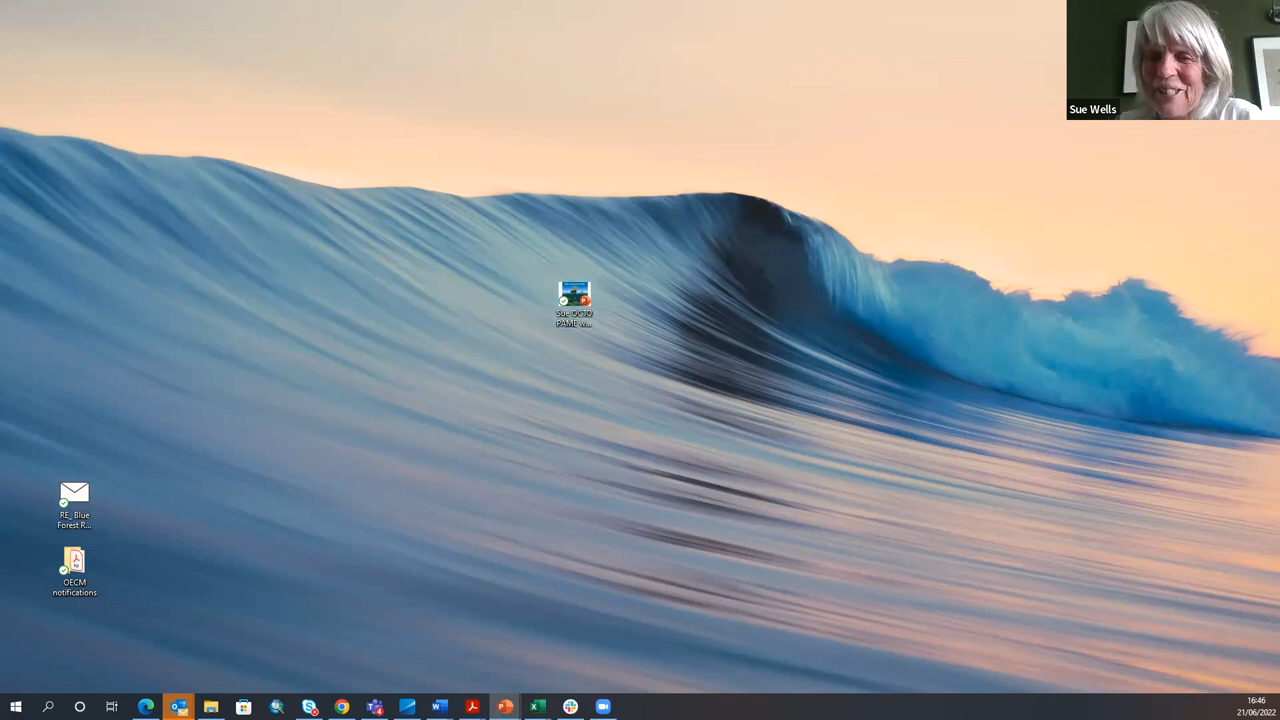 Sue Wells
Sue OCTO
PAME w...
RE_ Blue
Forest R...
OECM
notifications
16:46
21/06/2022